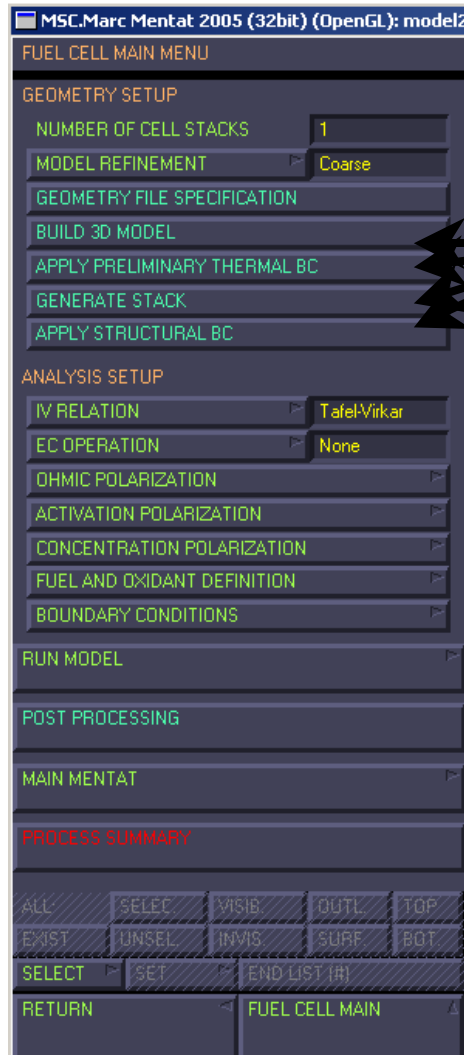 MSC.Marc Mentat 2005 (32bit) (OpenGL): model2
FUEL CELL MAIN MENU
GEOMETRY SETUP
NUMBER OF CELL STACKS 1
MODEL REFINEMENT Coarse
GEOMETRY FILE SPECIFICATION
BUILD 3D MODEL
APPLY PRELIMINARY THERMAL BC
GENERATE STACK
APPLY STRUCTURAL BC
ANALYSIS SETUP
IV RELATION Tafel-Virkar
EC OPERATION None
OHMIC POLARIZATION
ACTIVATION POLARIZATION
CONCENTRATION POLARIZATION
FUEL AND OXIDANT DEFINITION
BOUNDARY CONDITIONS
RUN MODEL
POST PROCESSING
MAIN MENTAT
PROCESS SUMMARY
ALL: SELEC. VISIB. OUTL. TOP
EXIST. UNSEL. INVIS. SURF. BOT.
SELECT SET END LIST (#)
RETURN FUEL CELL MAIN